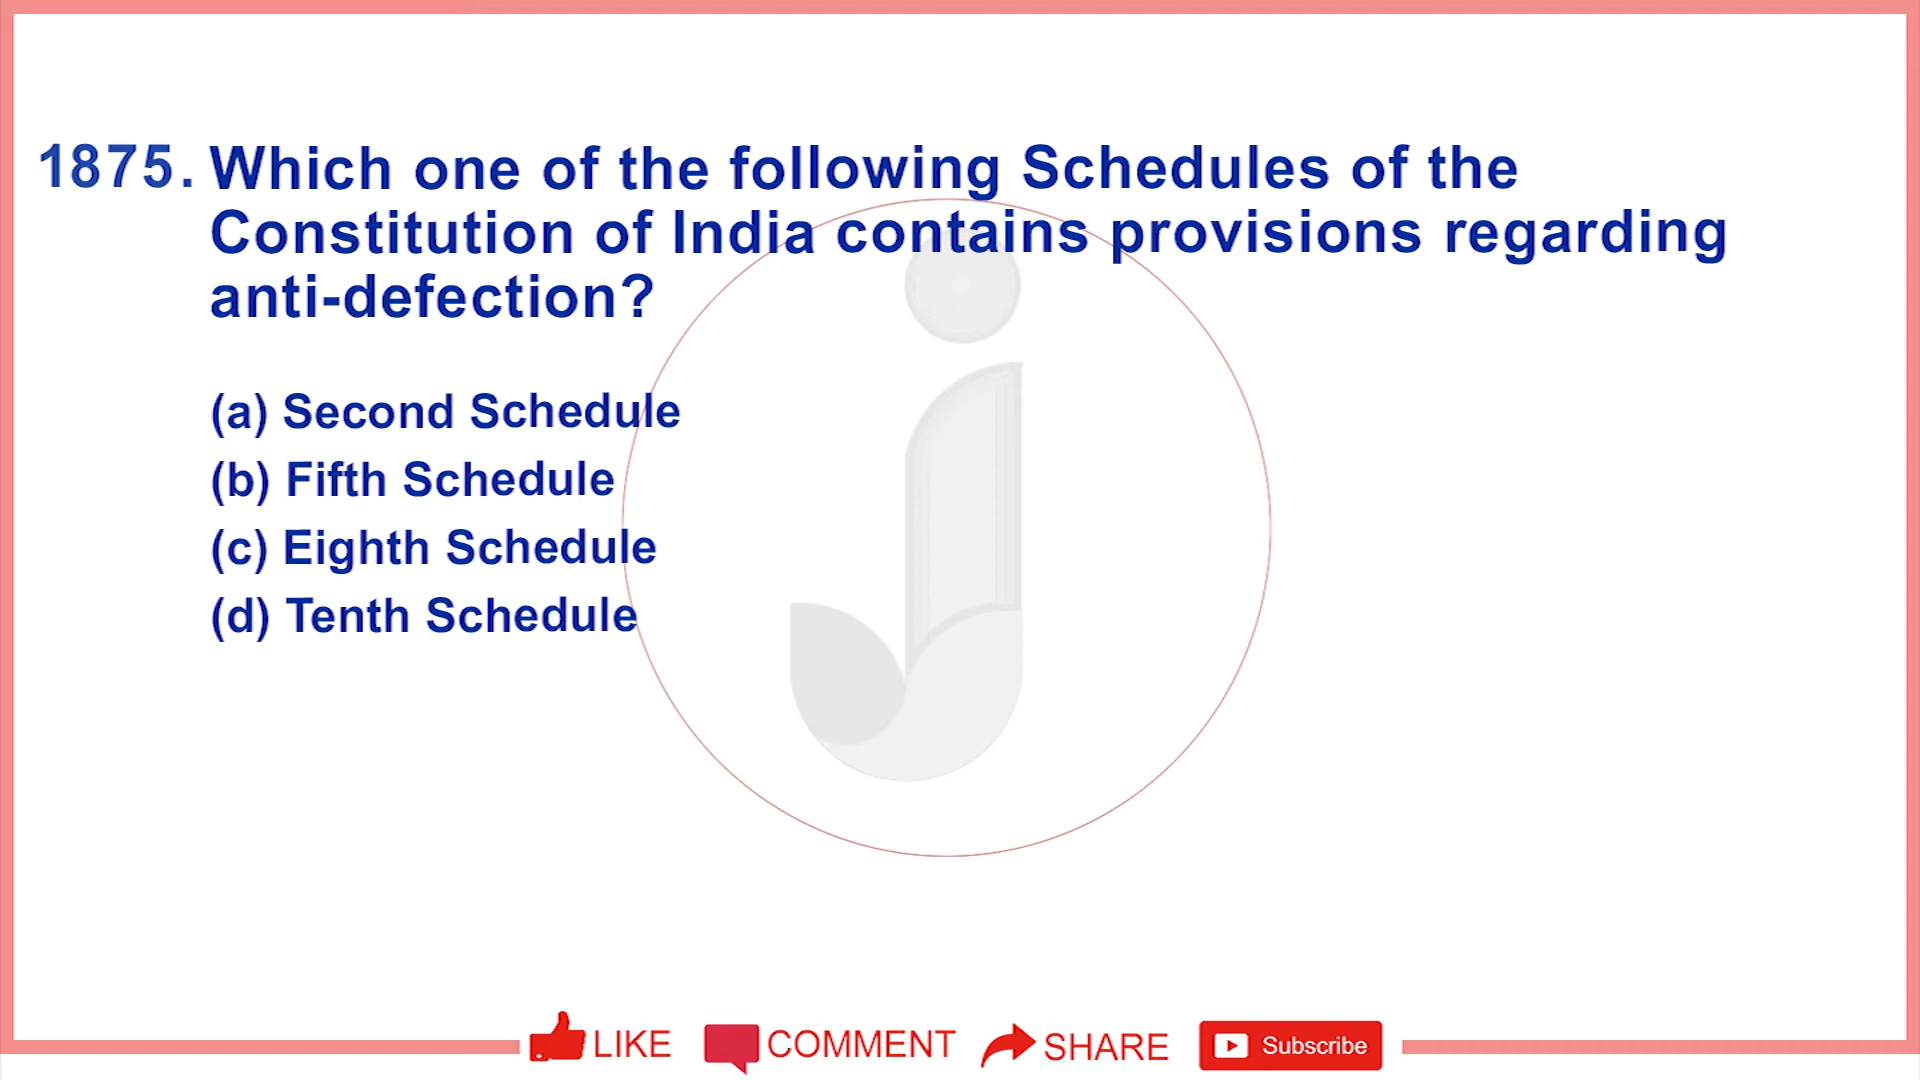 1875. Which one of the following Schedules of the
Constitution of India contains provisions regarding
anti-defection?
(a) Second Schedule
(b) Fifth Schedule
(c) Eighth Schedule
(d) Tenth Schedule
LIKE COMMENT SHARE Subscribe